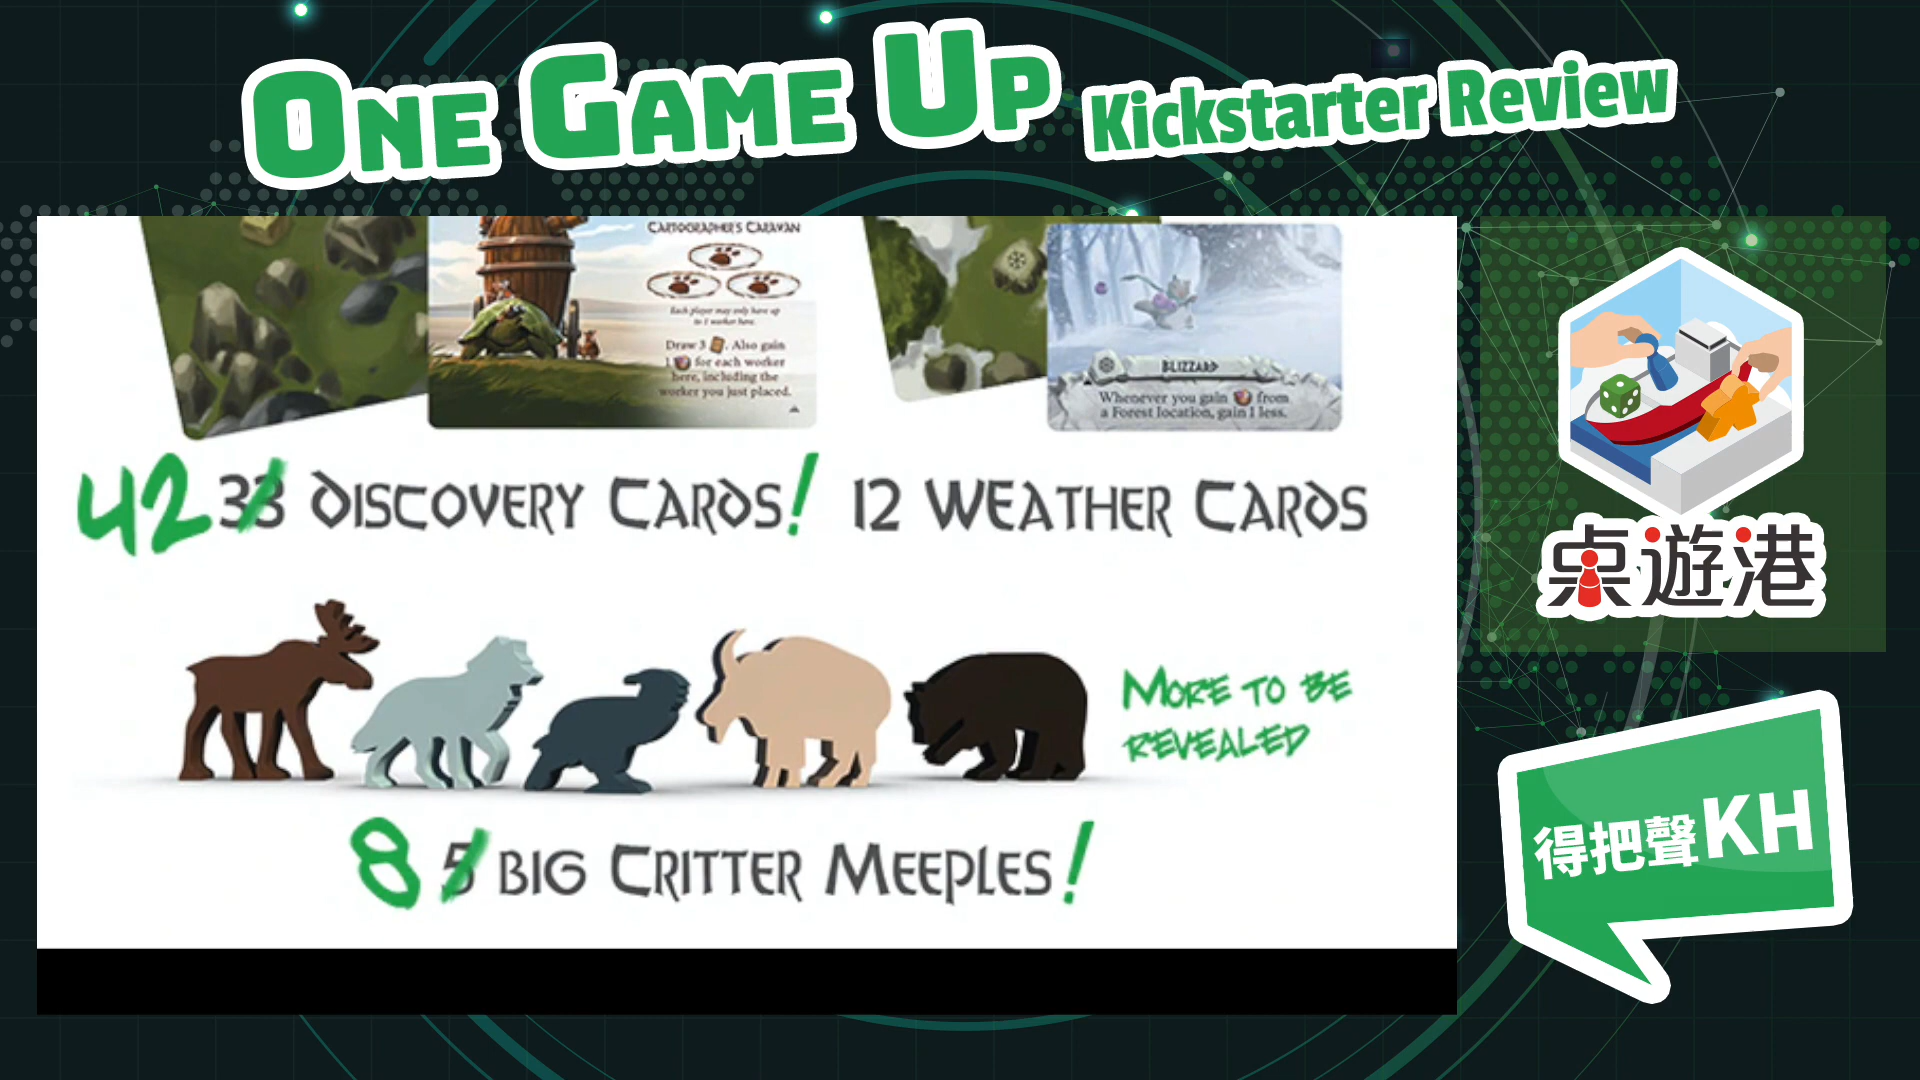 ONE GAME UP Kickstarter Review
CARTOGRAPHER'S CARAVAN
Each player may only have up
to 1 worker here.
Draw 3 . Also gain
1 for each worker
here, including the
worker you just placed.
BLIZZARD
Whenever you gain from
a Forest location, gain 1 less.
42 33 DISCOVERY CARDS! 12 WEATHER CARDS
MORE TO BE
REVEALED
8 5 BIG CRITTER MEEPLES!
桌遊港
得把聲KH